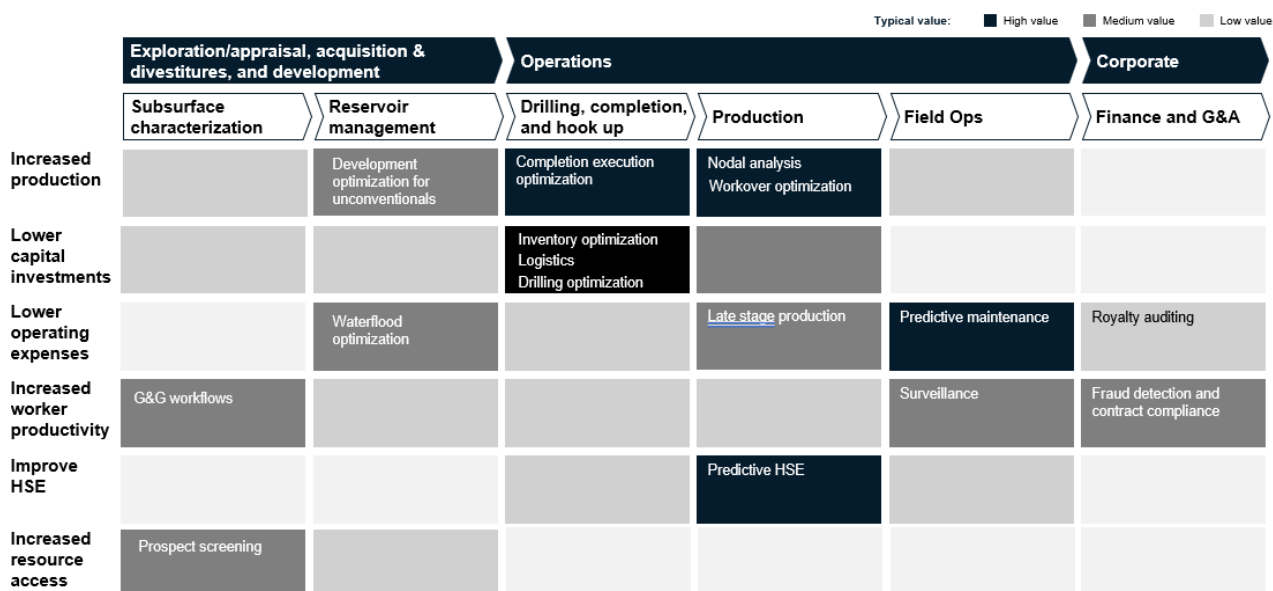 Typical value: High value Medium value Low value
Exploration/appraisal, acquisition &
divestitures, and development
Operations
Corporate
Subsurface
characterization
Reservoir
management
Drilling, completion,
and hook up
Production
Field Ops
Finance and G&A
Increased
production
Development
optimization for
unconventionals
Completion execution
optimization
Nodal analysis
Workover optimization
Lower
capital
investments
Inventory optimization
Logistics
Drilling optimization
Lower
operating
expenses
Waterflood
optimization
Late stage production
Predictive maintenance
Royalty auditing
Increased
worker
productivity
G&G workflows
Surveillance
Fraud detection and
contract compliance
Improve
HSE
Predictive HSE
Increased
resource
access
Prospect screening